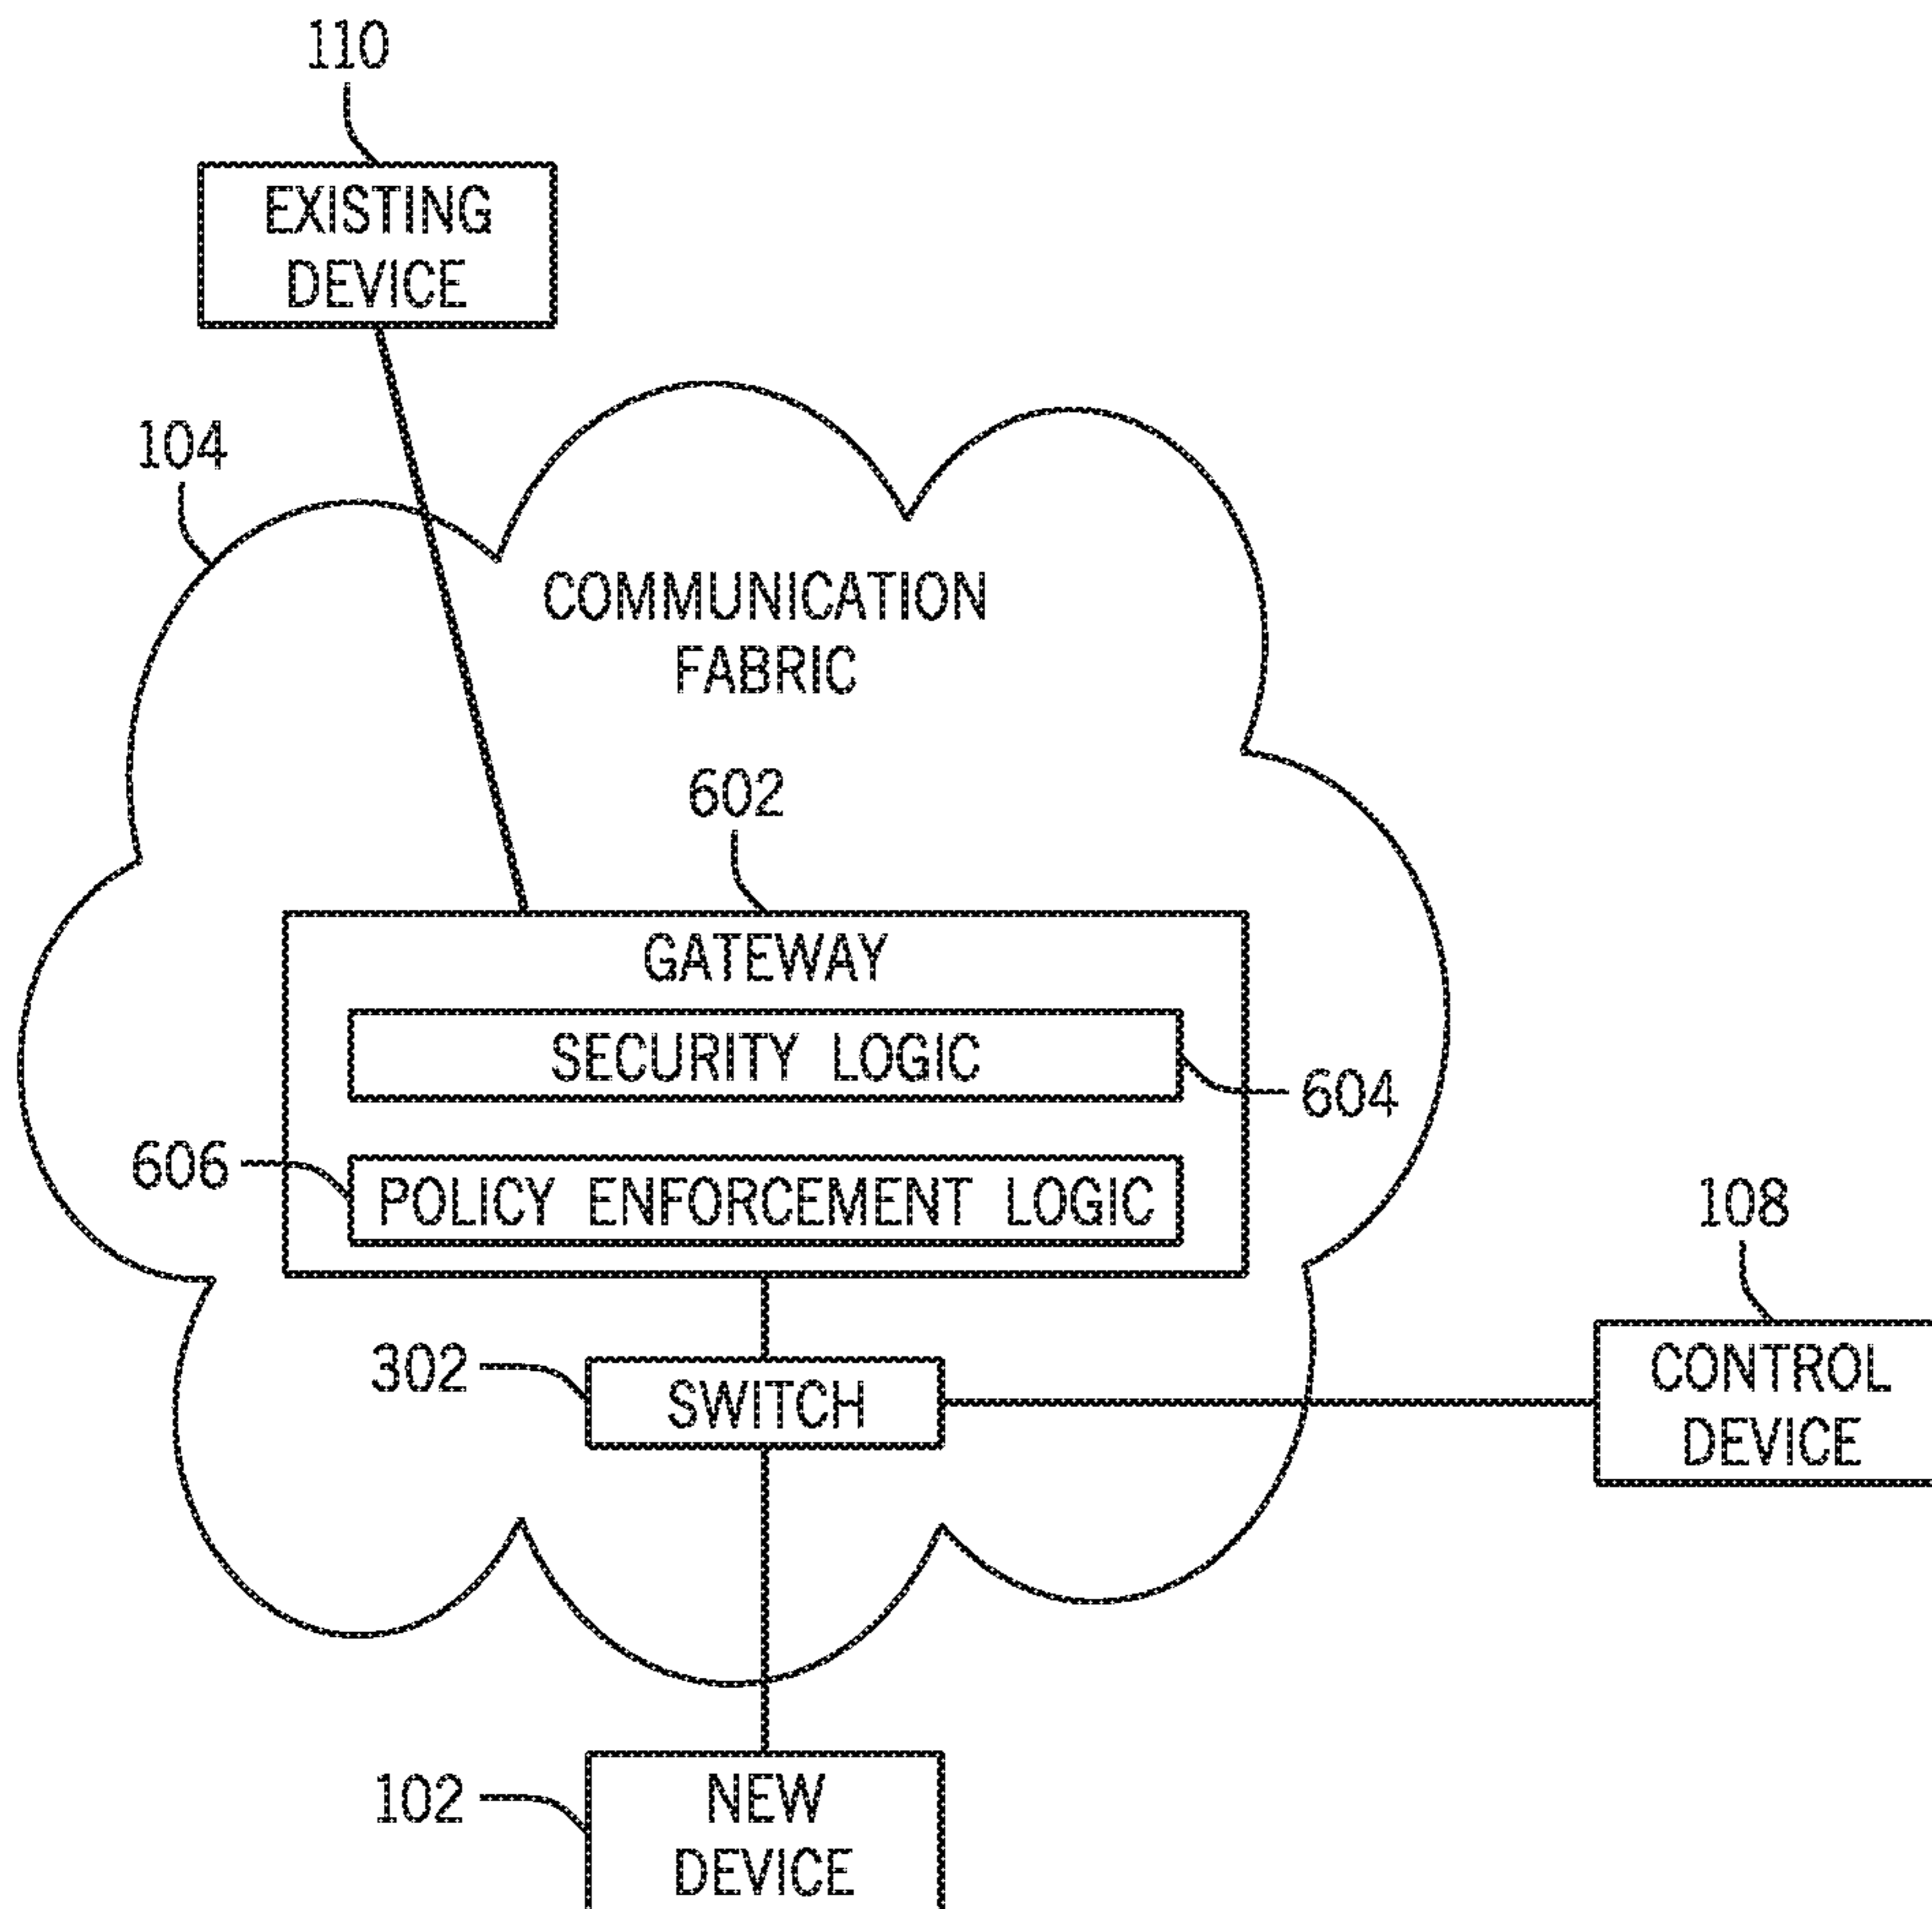 110
EXISTING
DEVICE
104
COMMUNICATION
FABRIC
602
GATEWAY
SECURITY LOGIC
604
606
POLICY ENFORCEMENT LOGIC
108
302
SWITCH
CONTROL
DEVICE
102
NEW
DEVICE